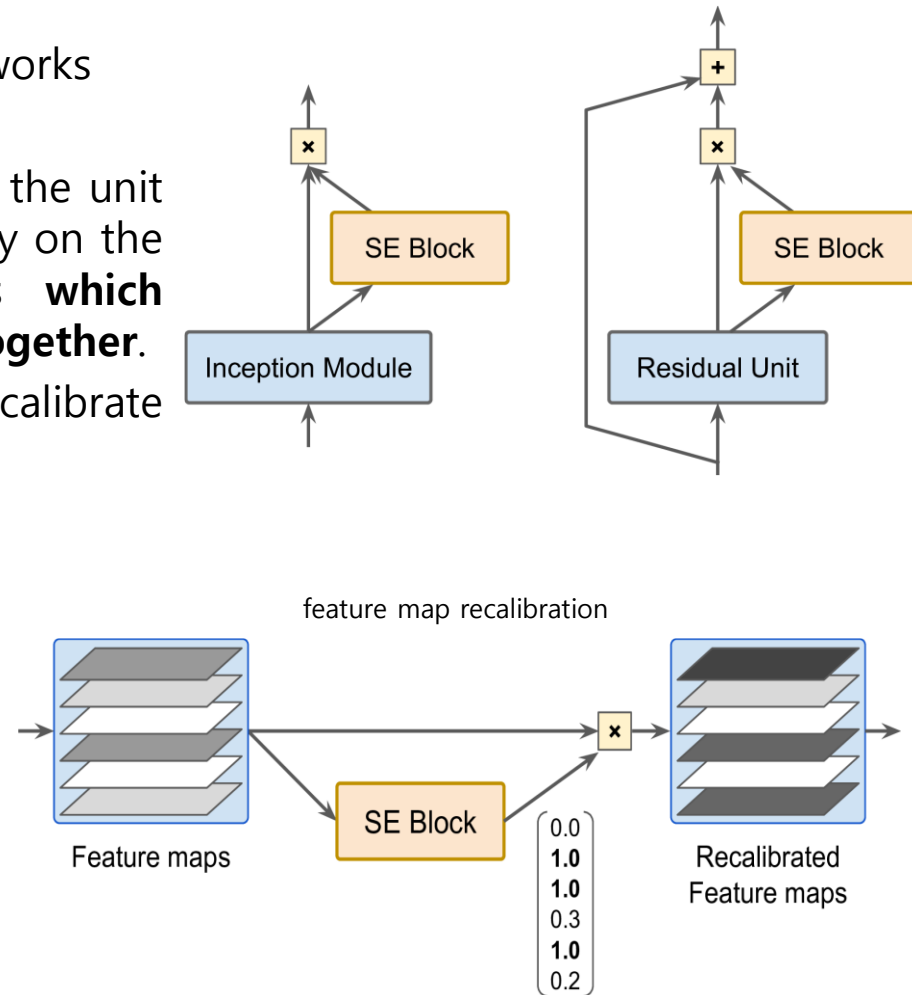 works
the unit
y on the
s which
ogether.
calibrate
×
SE Block
Inception Module
+
×
SE Block
Residual Unit
feature map recalibration
×
SE Block
Feature maps
0.0
1.0
1.0
0.3
1.0
0.2
Recalibrated
Feature maps